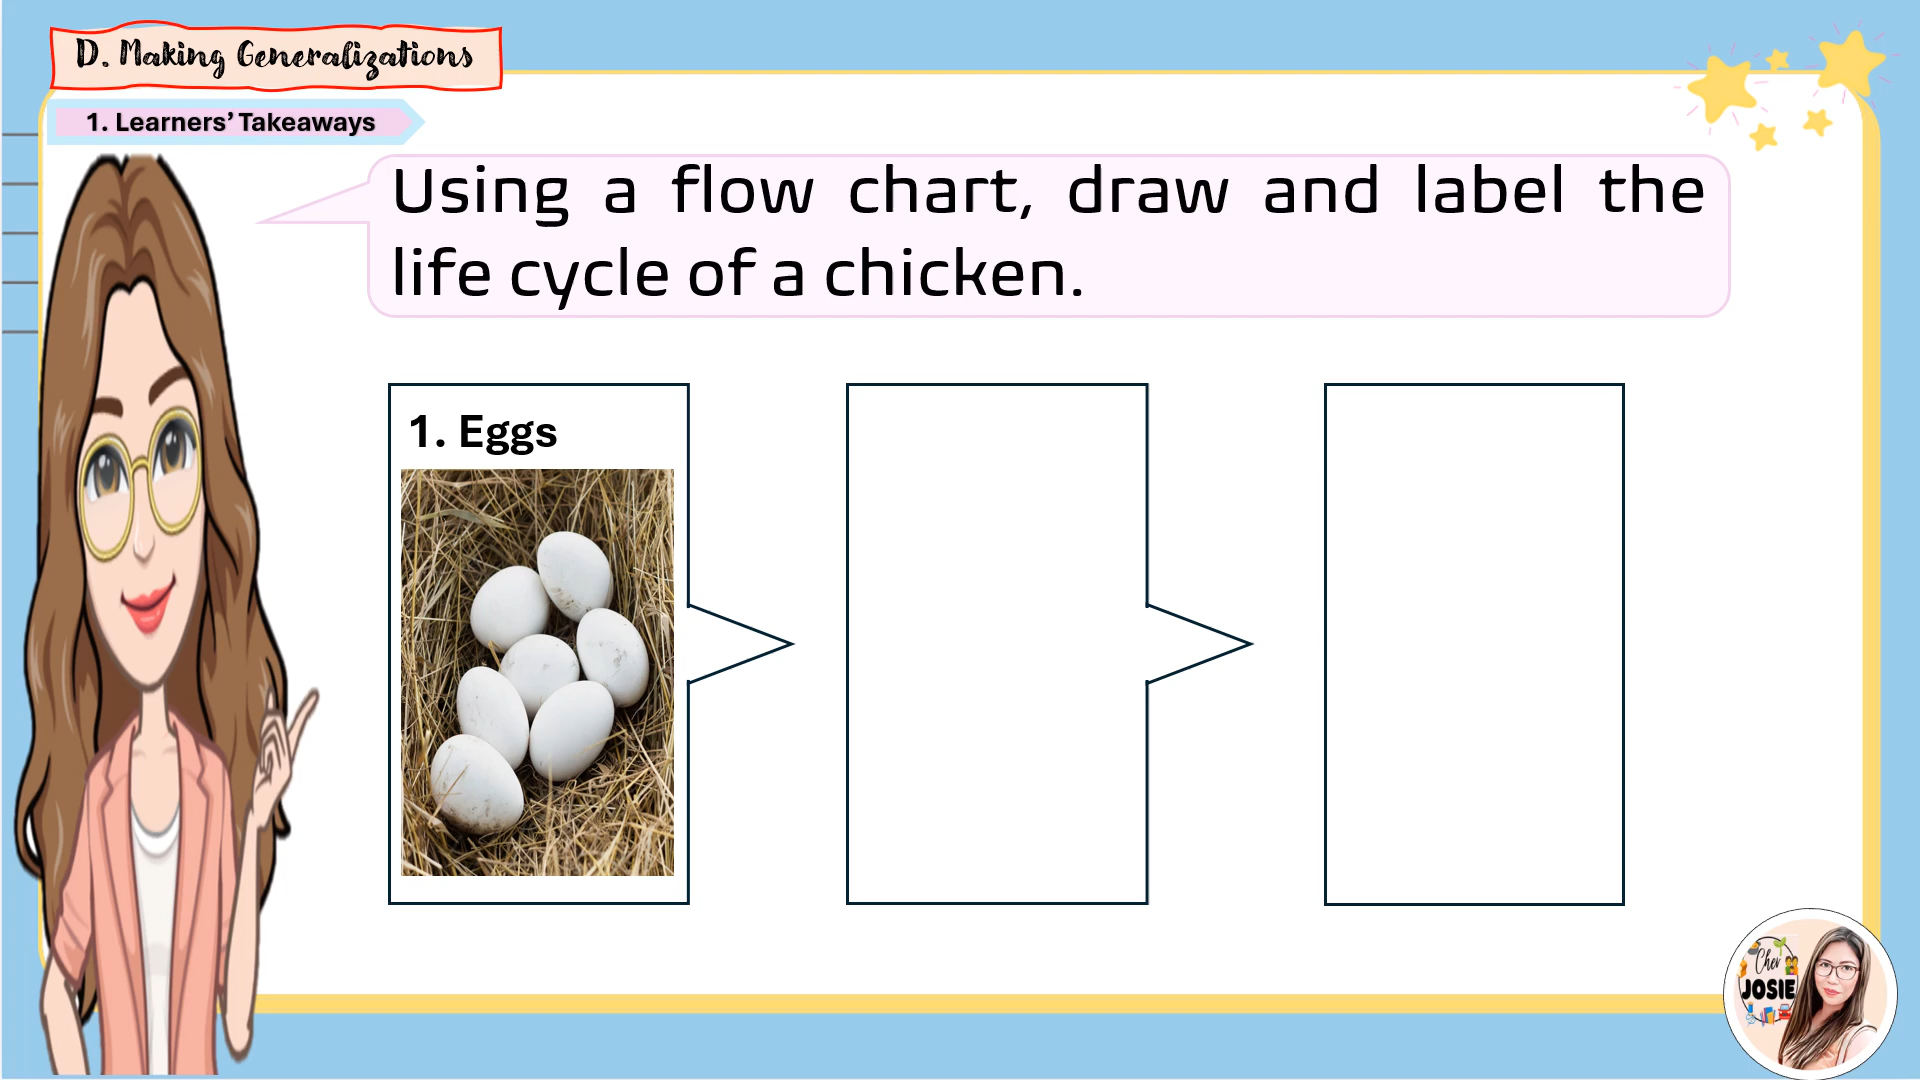 D. Making Generalizations
1. Learners’ Takeaways
Using a flow chart, draw and label the
life cycle of a chicken.
1. Eggs
Cher
JOSIE